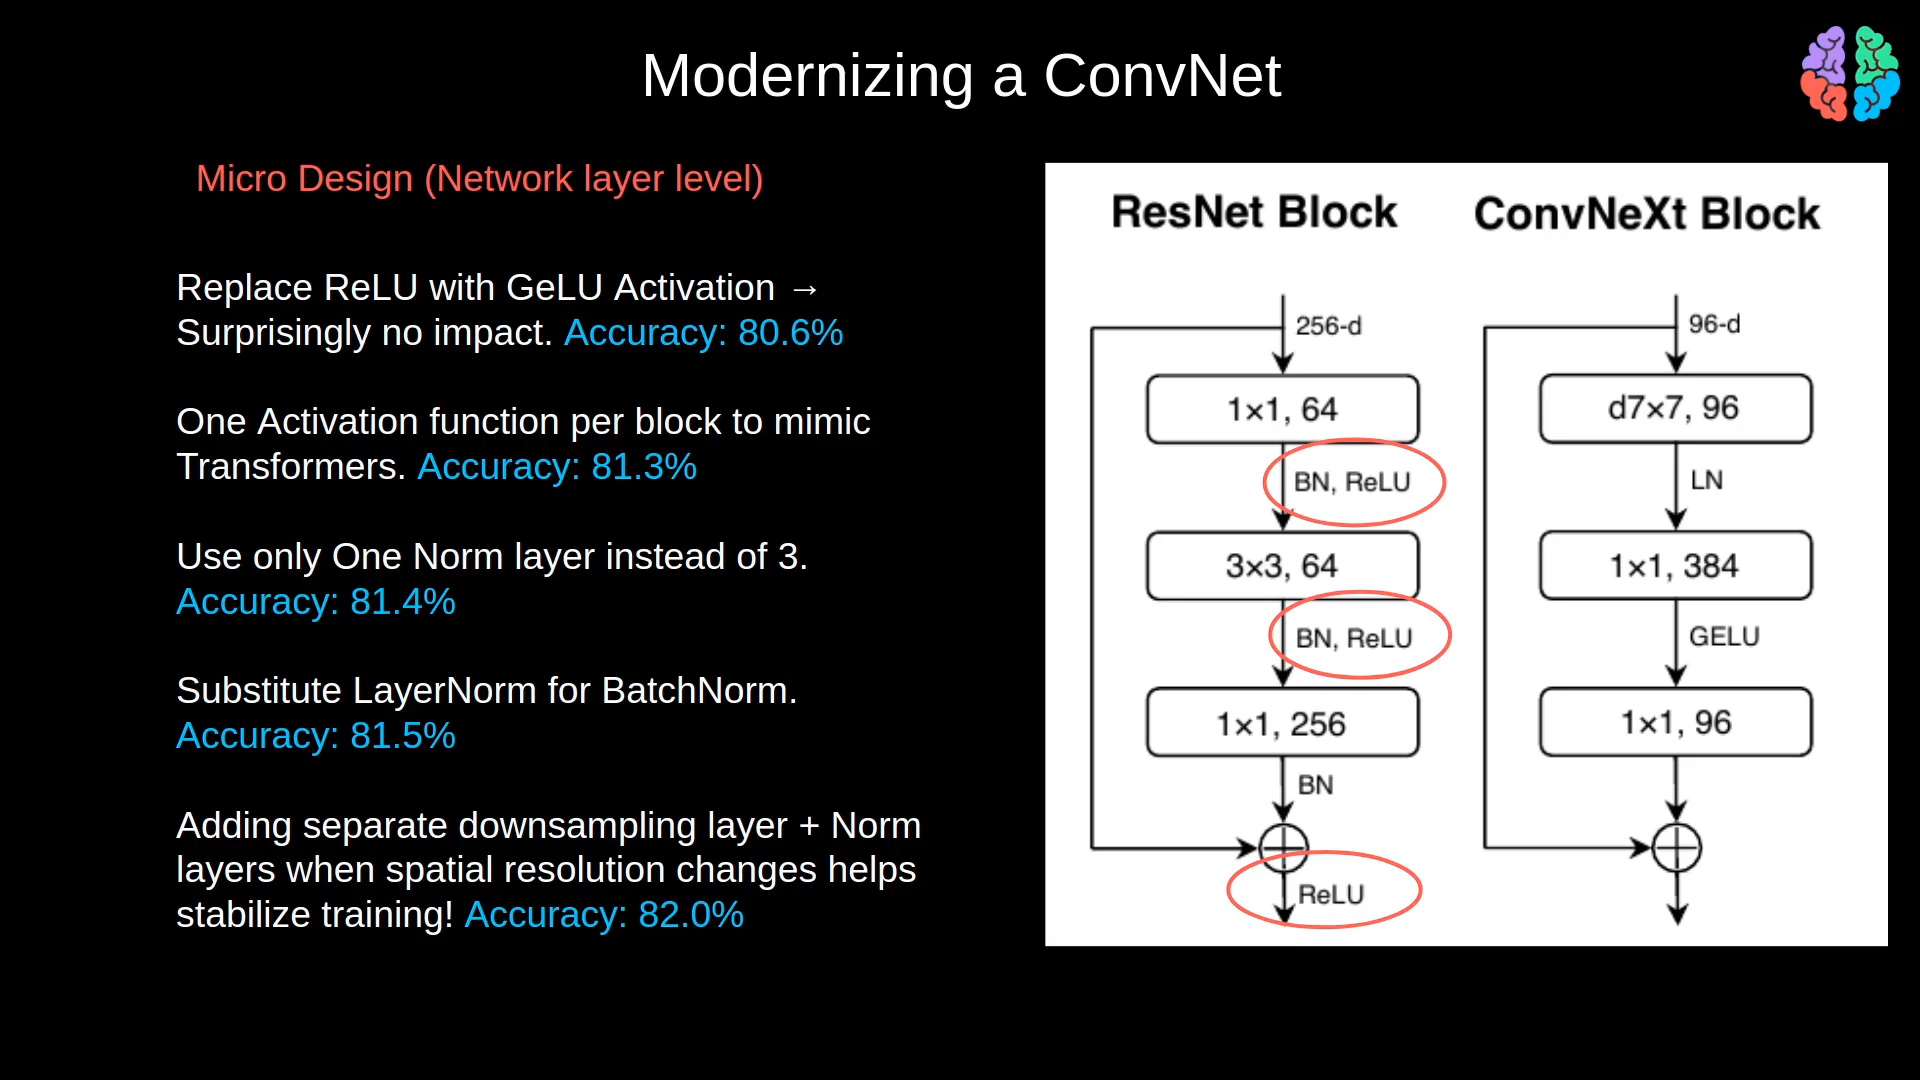 Modernizing a ConvNet
Micro Design (Network layer level)
Replace ReLU with GeLU Activation →
Surprisingly no impact. Accuracy: 80.6%
One Activation function per block to mimic
Transformers. Accuracy: 81.3%
Use only One Norm layer instead of 3.
Accuracy: 81.4%
Substitute LayerNorm for BatchNorm.
Accuracy: 81.5%
Adding separate downsampling layer + Norm
layers when spatial resolution changes helps
stabilize training! Accuracy: 82.0%
ResNet Block
256-d
1×1, 64
BN, ReLU
3×3, 64
BN, ReLU
1×1, 256
BN
ReLU
ConvNeXt Block
96-d
d7×7, 96
LN
1×1, 384
GELU
1×1, 96